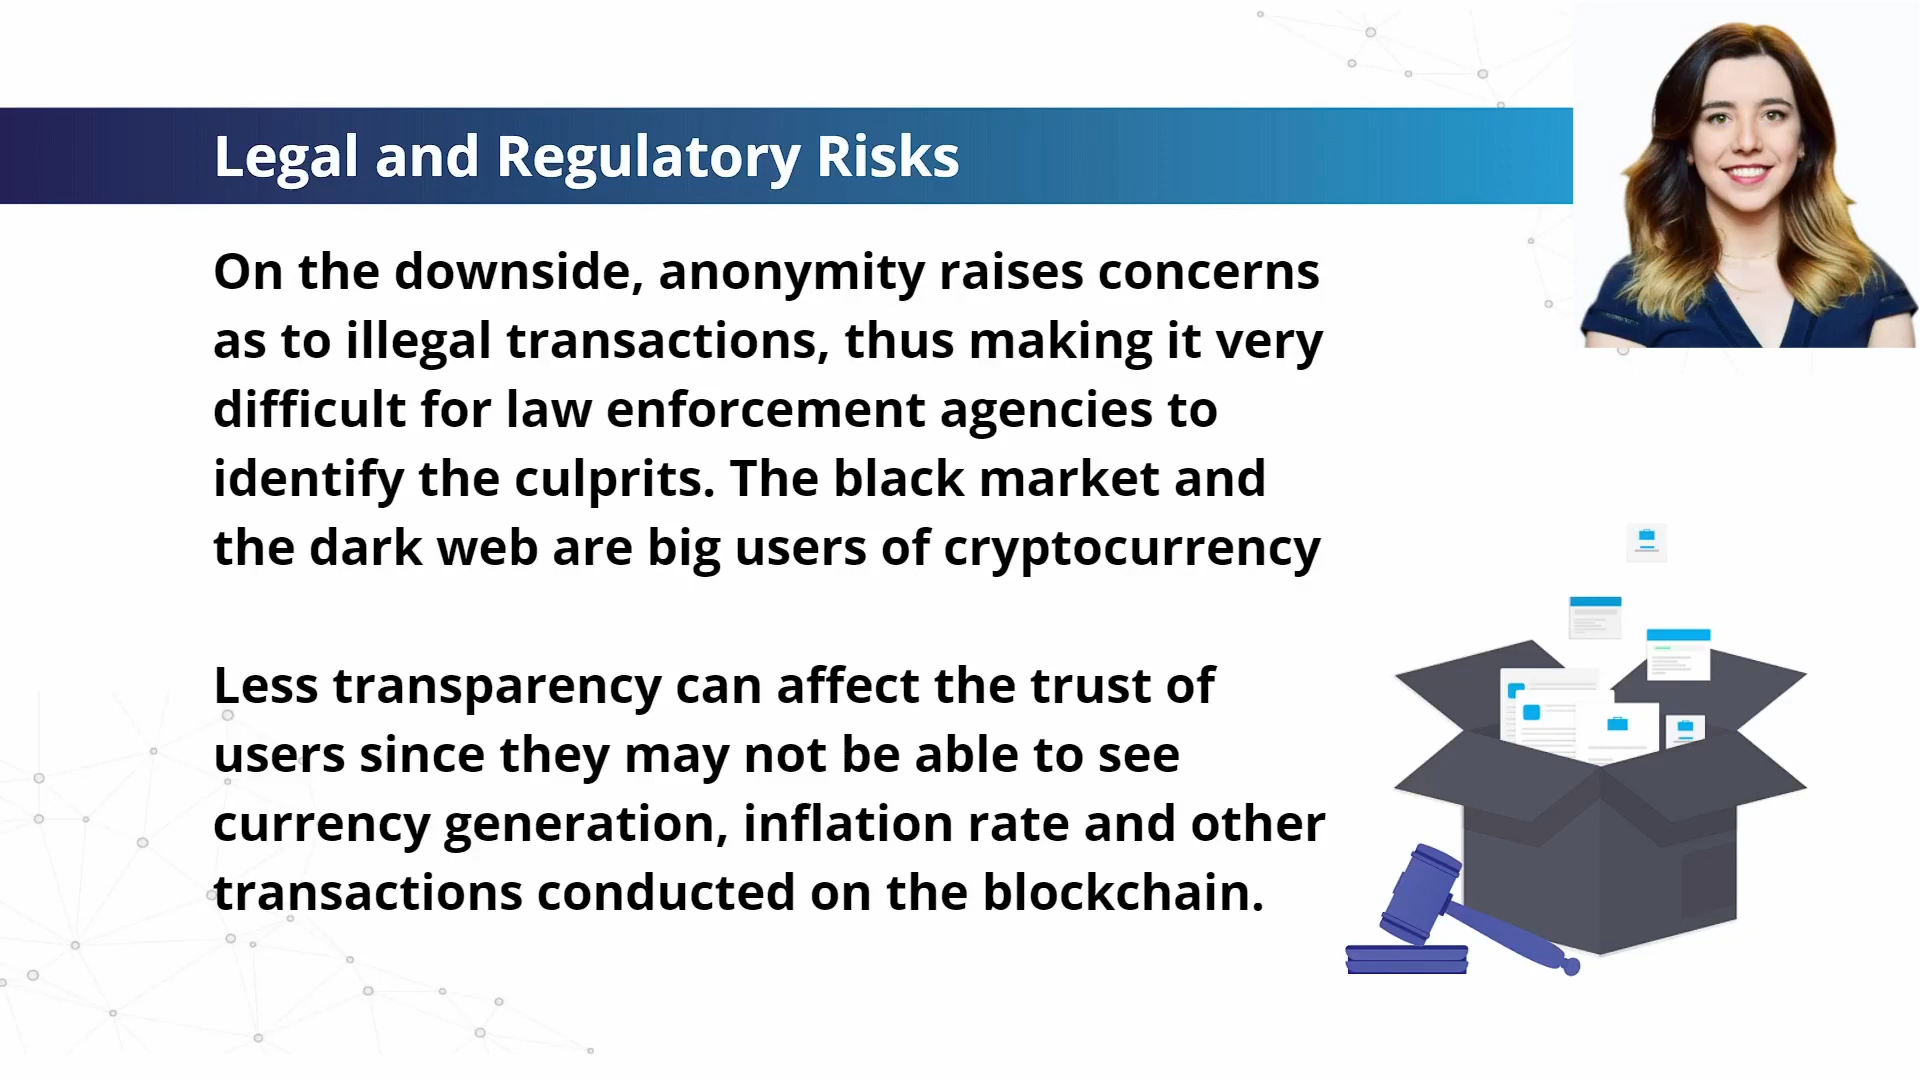 Legal and Regulatory Risks
On the downside, anonymity raises concerns
as to illegal transactions, thus making it very
difficult for law enforcement agencies to
identify the culprits. The black market and
the dark web are big users of cryptocurrency
Less transparency can affect the trust of
users since they may not be able to see
currency generation, inflation rate and other
transactions conducted on the blockchain.